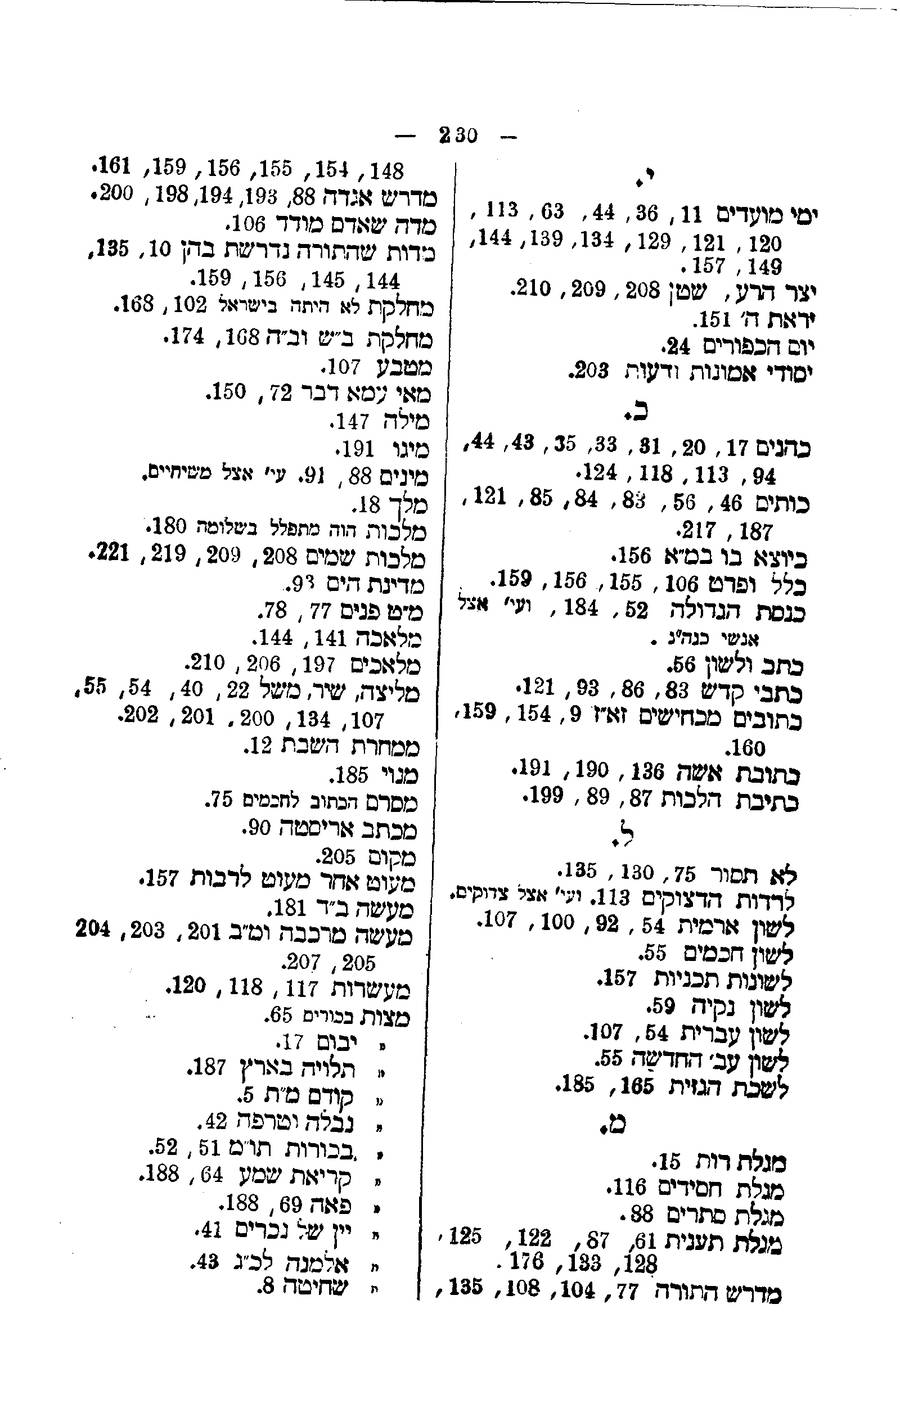 — 230 —
י.
ימי מועדים 11, 36, 44, 63, 113,
120, 121, 129, 134, 139, 144,
149, 157.
יצר הרע, שטן 208, 209, 210.
יראת ה' 151.
יום הכפורים 24.
יסודי אמונות ודעות 203.
כ.
כהנים 17, 20, 31, 33, 35, 43, 44,
94, 113, 118, 124.
כותים 46, 56, 83, 84, 85, 121,
187, 217.
כיוצא בו במ"א 156.
כלל ופרט 106, 155, 156, 159.
כנסת הגדולה 52, 184, ועי' אצל
אנשי כנה"ג.
כתב ולשון 56.
כתבי קדש 83, 86, 93, 121.
כתובים מכחישים זא"ז 9, 154, 159,
160.
כתובת אשה 136, 190, 191.
כתיבת הלכות 87, 89, 199.
ל.
לא תסור 75, 130, 135.
לרדות הדצוקים 113. ועי' אצל צדוקים.
לשון ארמית 54, 92, 100, 107.
לשון חכמים 55.
לשונות תכניות 157.
לשון נקיה 59.
לשון עברית 54, 107.
לשון עב' החדשה 55.
לשכת הגזית 165, 185.
מ.
מגלת רות 15.
מגלת חסידים 116.
מגלת סתרים 88.
מגלת תענית 61, 87, 122, 125,
128, 133, 176.
מדרש התורה 77, 104, 108, 135,
148, 154, 155, 156, 159, 161.
מדרש אגדה 88, 193, 194, 198, 200.
מדה שאדם מודד 106.
מדות שהתורה נדרשת בהן 10, 135,
144, 145, 156, 159.
מחלקת לא היתה בישראל 102, 168.
מחלקת ב"ש וב"ה 168, 174.
מטבע 107.
מאי עמא דבר 72, 150.
מילה 147.
מיגו 191.
מינים 88, 91. עי' אצל משיחיים.
מלך 18.
מלכות הוה מתפלל בשלומה 180.
מלכות שמים 208, 209, 219, 221.
מדינת הים 93.
מ"ט פנים 77, 78.
מלאכה 141, 144.
מלאכים 197, 206, 210.
מליצה, שיר, משל 22, 40, 54, 55,
107, 134, 200, 201, 202.
ממחרת השבת 12.
מנוי 185.
מסרם הכתוב לחכמים 75.
מכתב אריסטה 90.
מקום 205.
מעוט אחר מעוט לרבות 157.
מעשה ב"ד 181.
מעשה מרכבה ומ"ב 201, 203, 204
205, 207.
מעשרות 117, 118, 120.
מצות בכורים 65.
„ יבום 17.
„ תלויה בארץ 187.
„ קודם מ"ת 5.
„ נבלה וטרפה 42.
„ בכורות תו"מ 51, 52.
„ קריאת שמע 64, 188.
„ פאה 69, 188.
„ יין של נכרים 41.
„ אלמנה לכ"ג 43.
„ שחיטה 8.